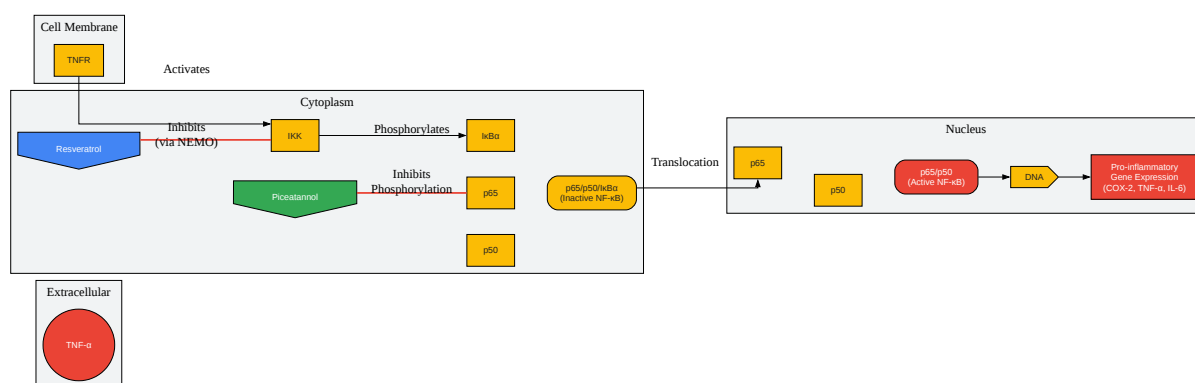 Cell Membrane
TNFR
Activates
Cytoplasm
Inhibits
(via NEMO)
Resveratrol
IKK
Phosphorylates
IκBα
Inhibits
Phosphorylation
Piceatannol
p65
p50
p65/p50/IκBα
(Inactive NF-κB)
Translocation
Nucleus
p65
p50
p65/p50
(Active NF-κB)
DNA
Pro-inflammatory
Gene Expression
(COX-2, TNF-α, IL-6)
Extracellular
TNF-α